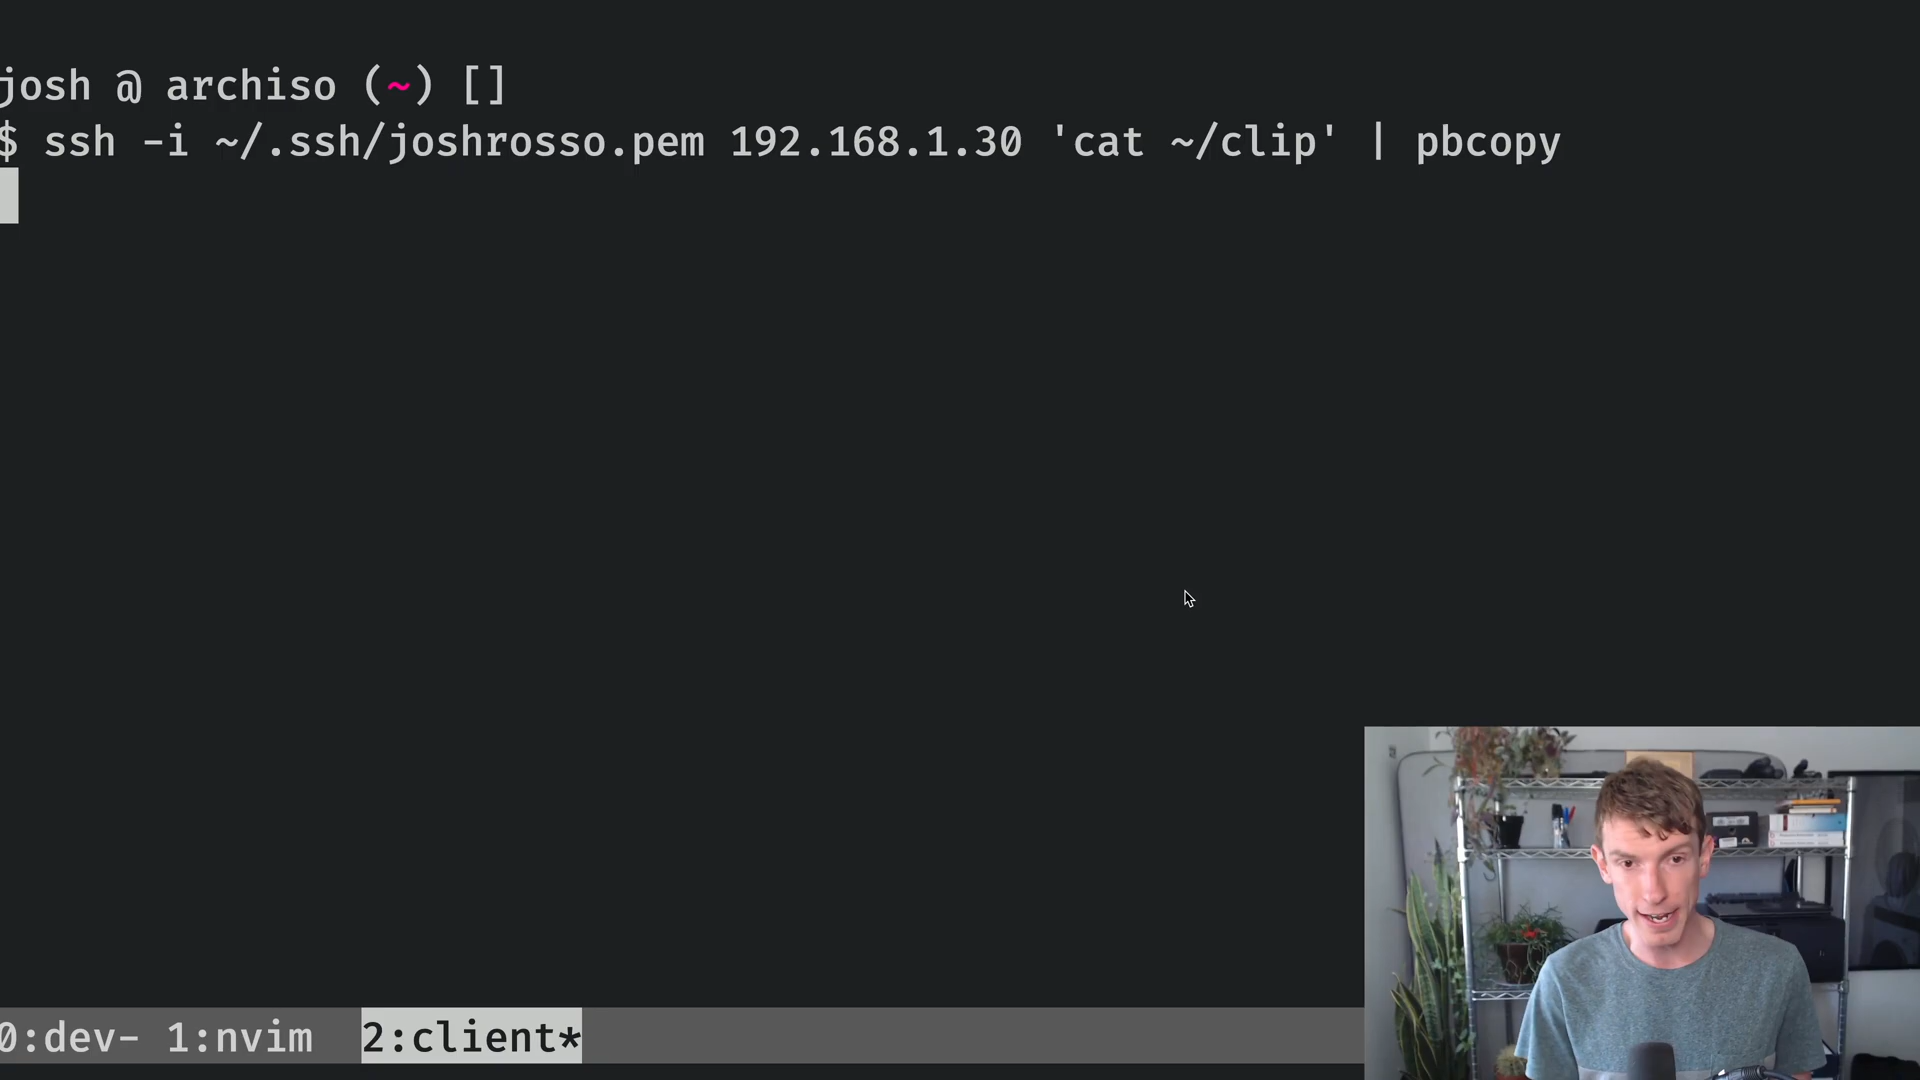 josh @ archiso (~) []
$ ssh -i ~/.ssh/joshrosso.pem 192.168.1.30 'cat ~/clip' | pbcopy
0:dev- 1:nvim  2:client*